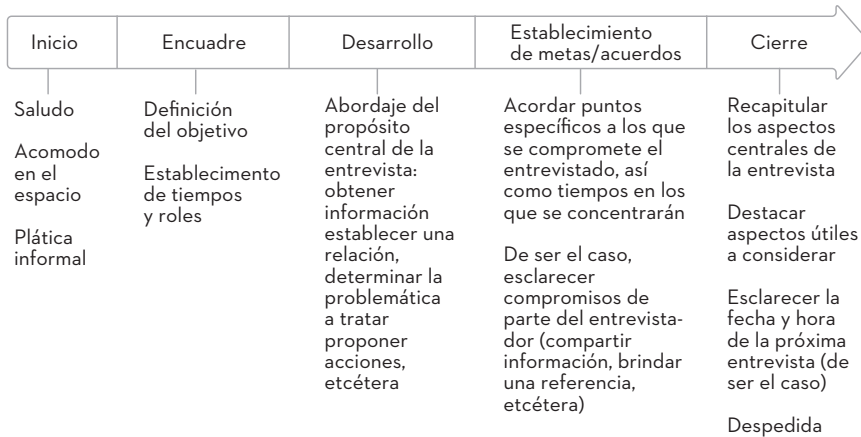 Inicio
Encuadre
Desarrollo
Establecimiento
de metas/acuerdos
Cierre
Saludo
Acomodo
en el
espacio
Plática
informal
Definición
del objetivo
Establecimiento
de tiempos
y roles
Abordaje del
propósito
central de la
entrevista:
obtener
información
establecer una
relación,
determinar la
problemática
a tratar
proponer
acciones,
etcétera
Acordar puntos
específicos a los que
se compromete el
entrevistado, así
como tiempos en los
que se concentrarán
De ser el caso,
esclarecer
compromisos de
parte del entrevista-
dor (compartir
información, brindar
una referencia,
etcétera)
Recapitular
los aspectos
centrales de
la entrevista
Destacar
aspectos útiles
a considerar
Esclarecer la
fecha y hora
de la próxima
entrevista (de
ser el caso)
Despedida